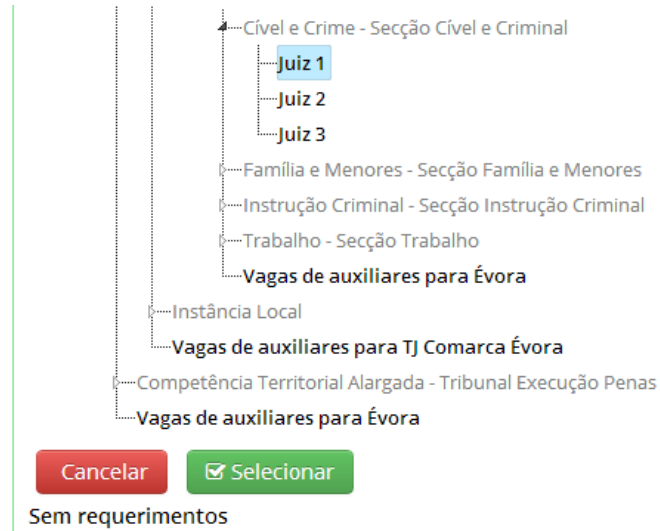 Cível e Crime - Secção Cível e Criminal
Juiz 1
Juiz 2
Juiz 3
Família e Menores - Secção Família e Menores
Instrução Criminal - Secção Instrução Criminal
Trabalho - Secção Trabalho
Vagas de auxiliares para Évora
Instância Local
Vagas de auxiliares para TJ Comarca Évora
Competência Territorial Alargada - Tribunal Execução Penas
Vagas de auxiliares para Évora
Cancelar Selecionar
Sem requerimentos